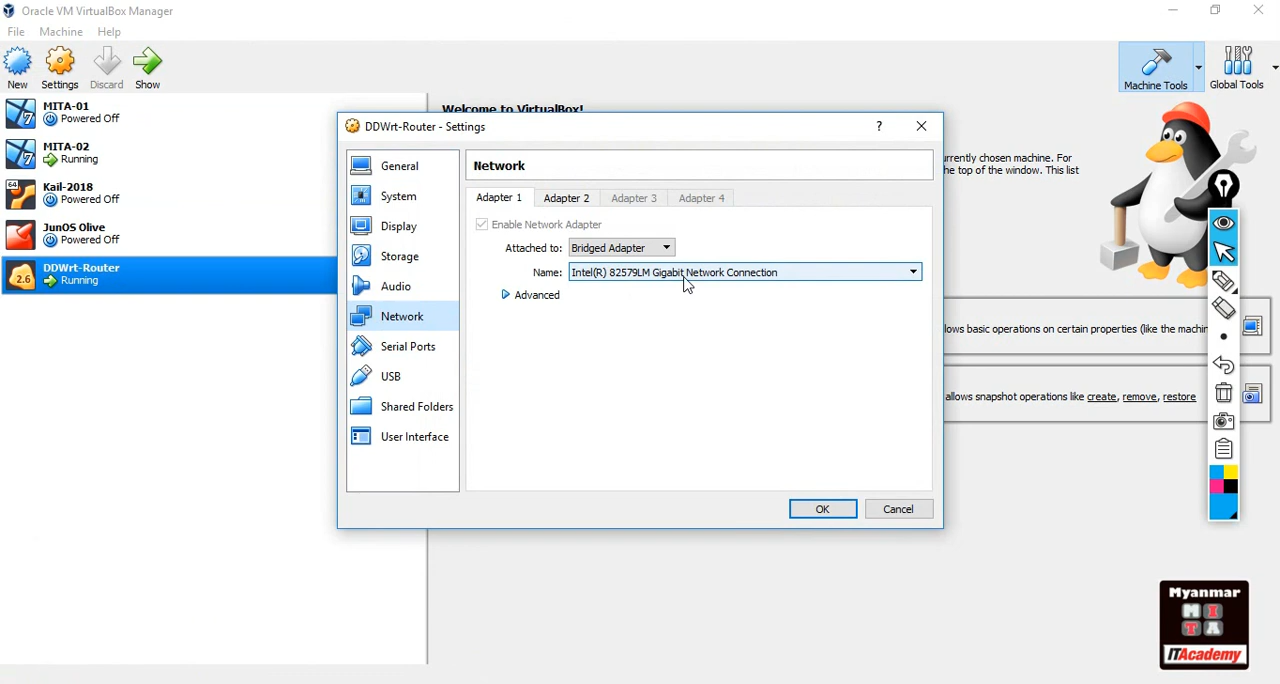 Oracle VM VirtualBox Manager
File Machine Help
New Settings Discard Show
Machine Tools Global Tools
MITA-01
Powered Off
MITA-02
Running
64
Kail-2018
Powered Off
JunOS Olive
Powered Off
2.6
DDWrt-Router
Running
Welcome to VirtualBox!
urrently chosen machine. For
he top of the window. This list
lows basic operations on certain properties (like the machin
allows snapshot operations like create, remove, restore
DDWrt-Router - Settings
?
General
System
Display
Storage
Audio
Network
Serial Ports
USB
Shared Folders
User Interface
Network
Adapter 1 Adapter 2 Adapter 3 Adapter 4
Enable Network Adapter
Attached to: Bridged Adapter
Name: Intel(R) 82579LM Gigabit Network Connection
Advanced
OK Cancel
Myanmar
M I
T A
ITAcademy